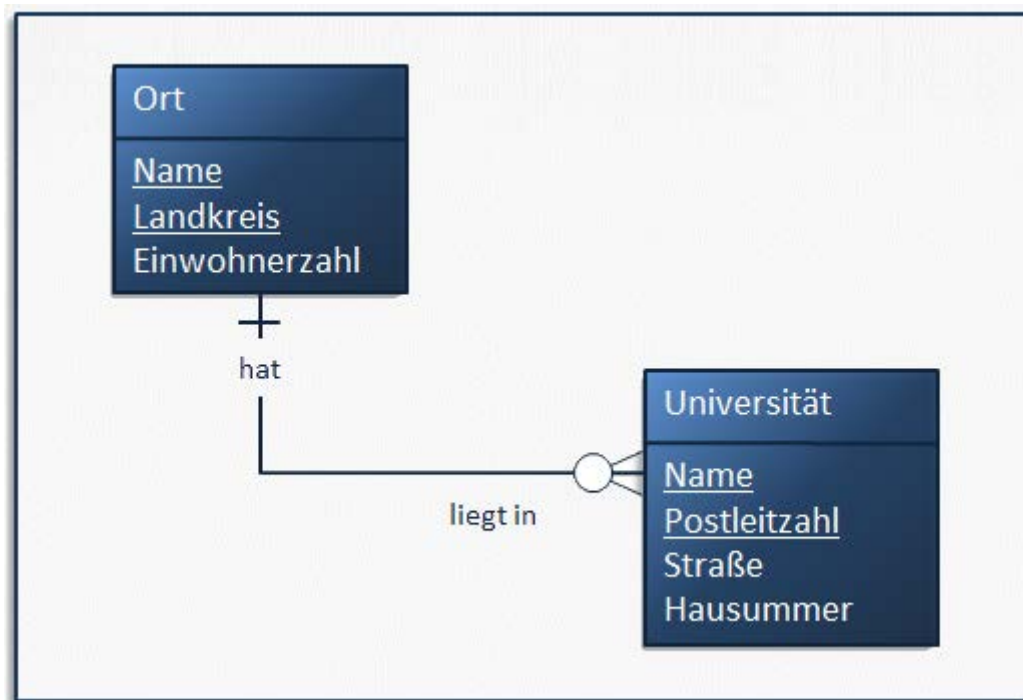 Ort
Name
Landkreis
Einwohnerzahl
hat
liegt in
Universität
Name
Postleitzahl
Straße
Hausummer